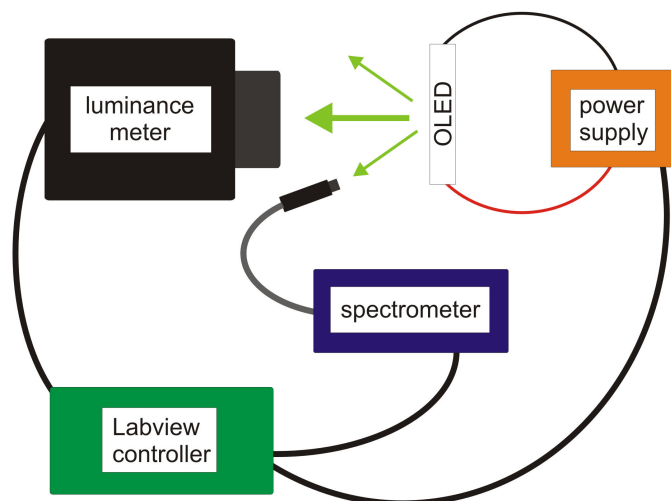 luminance
meter
OLED
power
supply
spectrometer
Labview
controller